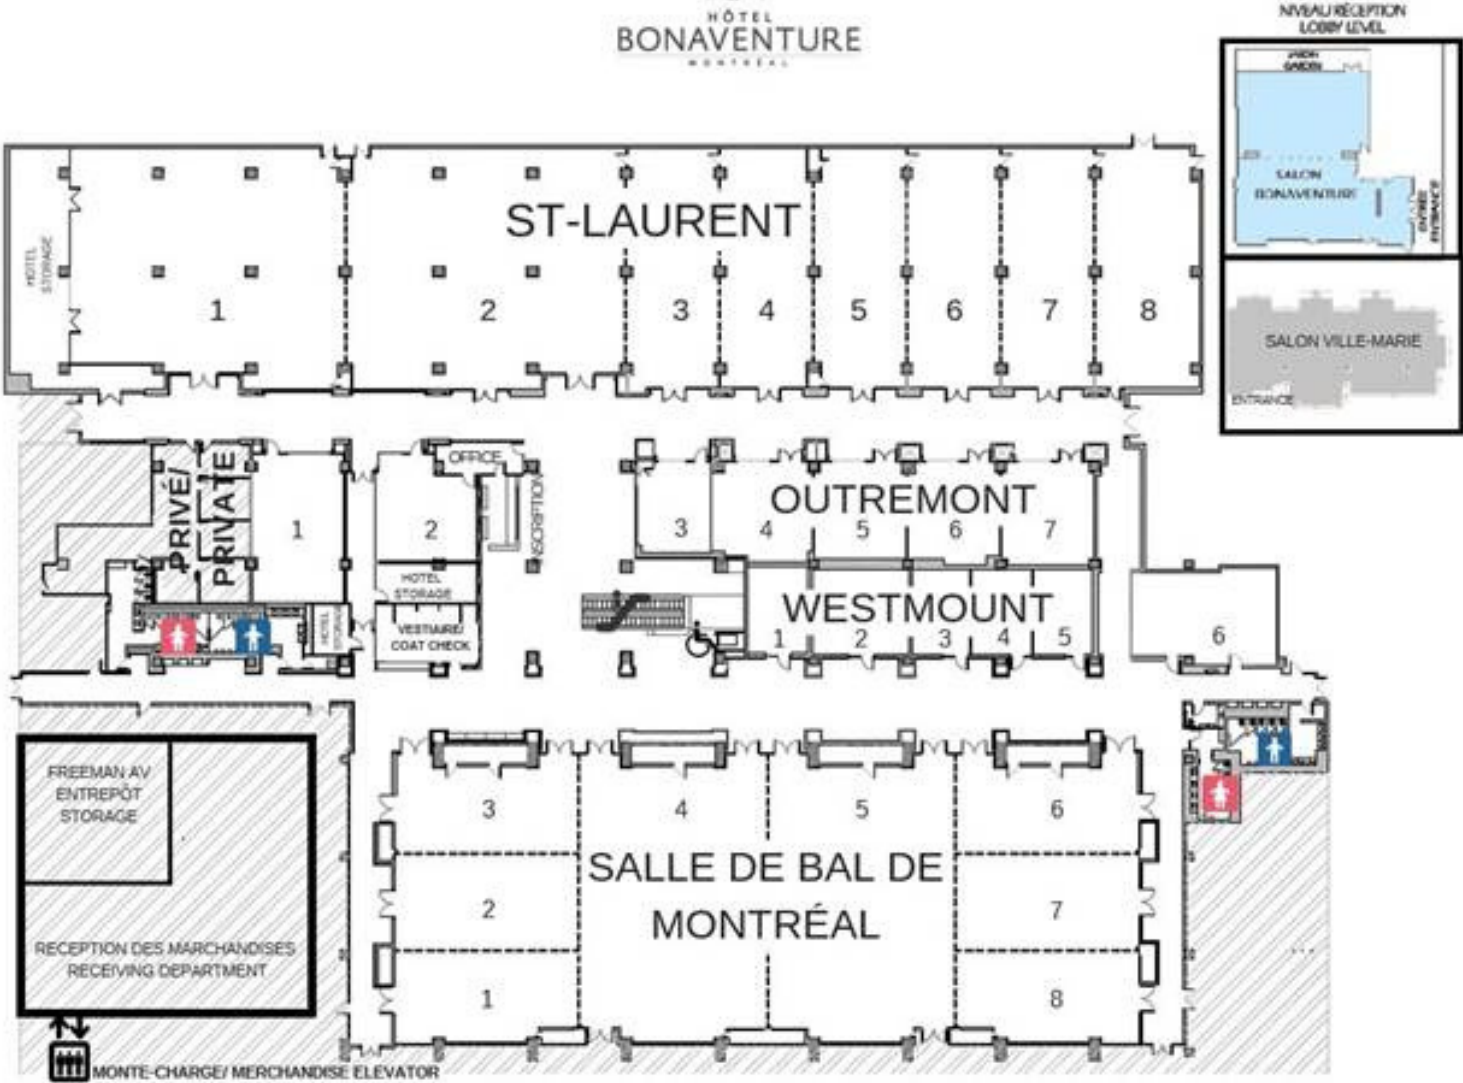 HÔTEL
BONAVENTURE
MONTRÉAL
NIVEAU RÉCEPTION
LOBBY LEVEL
JARDIN
GARDEN
SALON
BONAVENTURE
ENTRÉE
ENTRANCE
SALON VILLE-MARIE
ENTRANCE
HOTEL
STORAGE
ST-LAURENT
1
2
3
4
5
6
7
8
PRIVÉ/
PRIVATE
1
2
OFFICE
INSCRIPTION
HOTEL
STORAGE
HOTEL
STORAGE
VESTIAIRE/
COAT CHECK
OUTREMONT
3
4
5
6
7
WESTMOUNT
1
2
3
4
5
6
FREEMAN AV
ENTREPÔT
STORAGE
RECEPTION DES MARCHANDISES
RECEIVING DEPARTMENT
MONTE-CHARGE/ MERCHANDISE ELEVATOR
3
4
5
6
SALLE DE BAL DE
MONTRÉAL
2
7
1
8